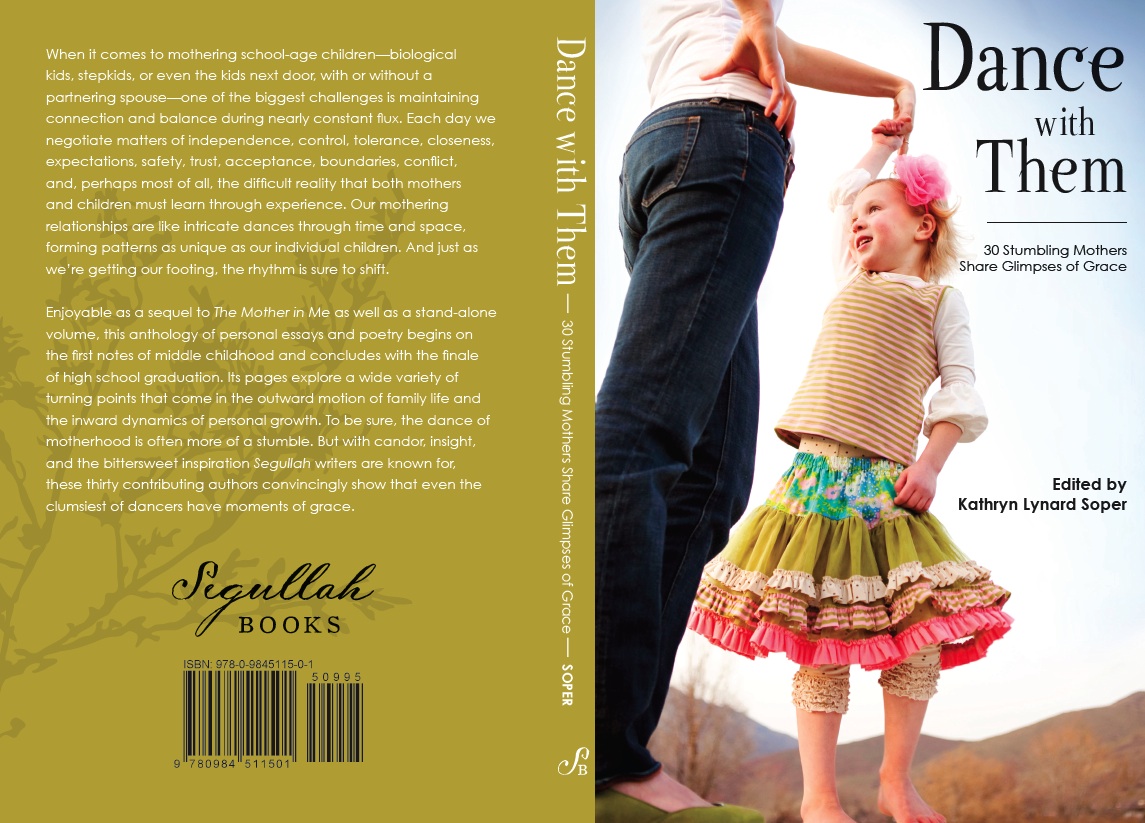 When it comes to mothering school-age children—biological
kids, stepkids, or even the kids next door, with or without a
partnering spouse—one of the biggest challenges is maintaining
connection and balance during nearly constant flux. Each day we
negotiate matters of independence, control, tolerance, closeness,
expectations, safety, trust, acceptance, boundaries, conflict,
and, perhaps most of all, the difficult reality that both mothers
and children must learn through experience. Our mothering
relationships are like intricate dances through time and space,
forming patterns as unique as our individual children. And just as
we're getting our footing, the rhythm is sure to shift.
Enjoyable as a sequel to The Mother in Me as well as a stand-alone
volume, this anthology of personal essays and poetry begins on
the first notes of middle childhood and concludes with the finale
of high school graduation. Its pages explore a wide variety of
turning points that come in the outward motion of family life and
the inward dynamics of personal growth. To be sure, the dance of
motherhood is often more of a stumble. But with candor, insight,
and the bittersweet inspiration Segullah writers are known for,
these thirty contributing authors convincingly show that even the
clumsiest of dancers have moments of grace.
Segullah
BOOKS
ISBN: 978-0-9845115-0-1
50995
9 780984 511501
Dance with Them — 30 Stumbling Mothers Share Glimpses of Grace — SOPER
SB
Dance
with
Them
30 Stumbling Mothers
Share Glimpses of Grace
Edited by
Kathryn Lynard Soper